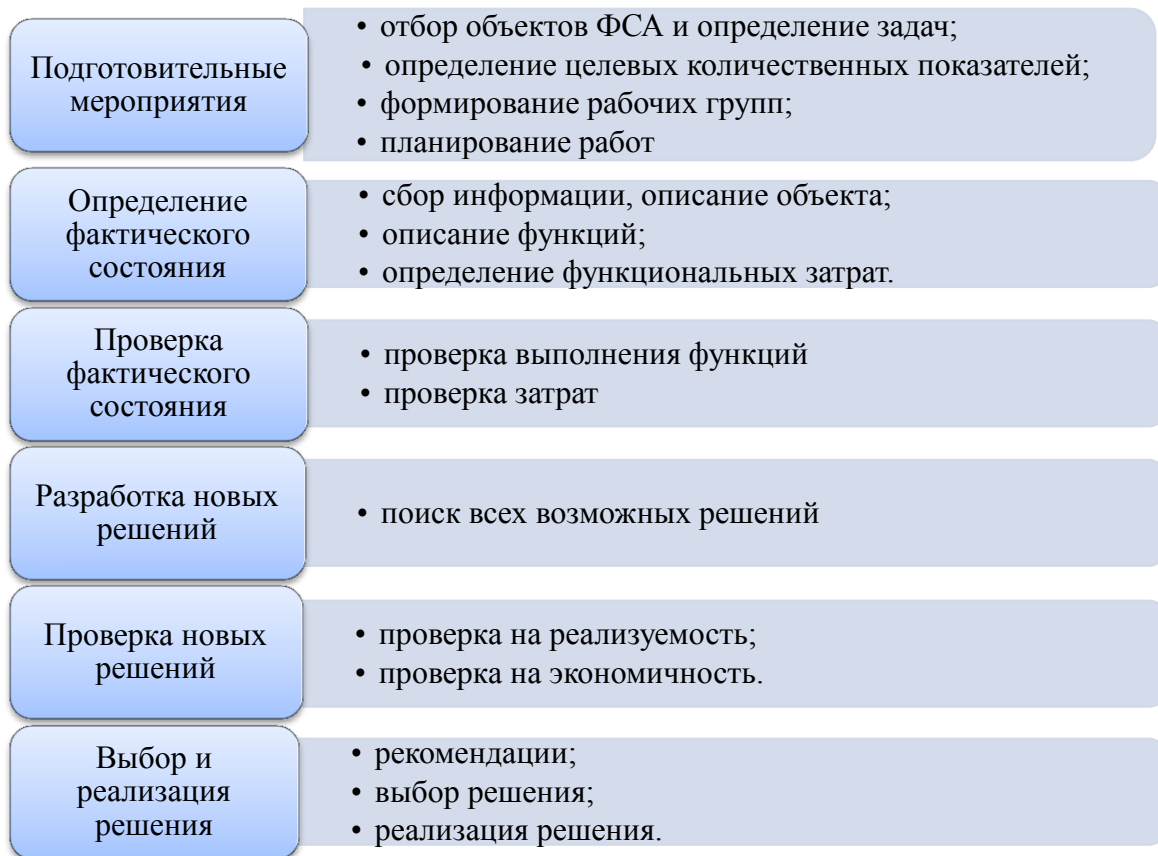 Подготовительные
мероприятия
• отбор объектов ФСА и определение задач;
• определение целевых количественных показателей;
• формирование рабочих групп;
• планирование работ
Определение
фактического
состояния
• сбор информации, описание объекта;
• описание функций;
• определение функциональных затрат.
Проверка
фактического
состояния
• проверка выполнения функций
• проверка затрат
Разработка новых
решений
• поиск всех возможных решений
Проверка новых
решений
• проверка на реализуемость;
• проверка на экономичность.
Выбор и
реализация
решения
• рекомендации;
• выбор решения;
• реализация решения.